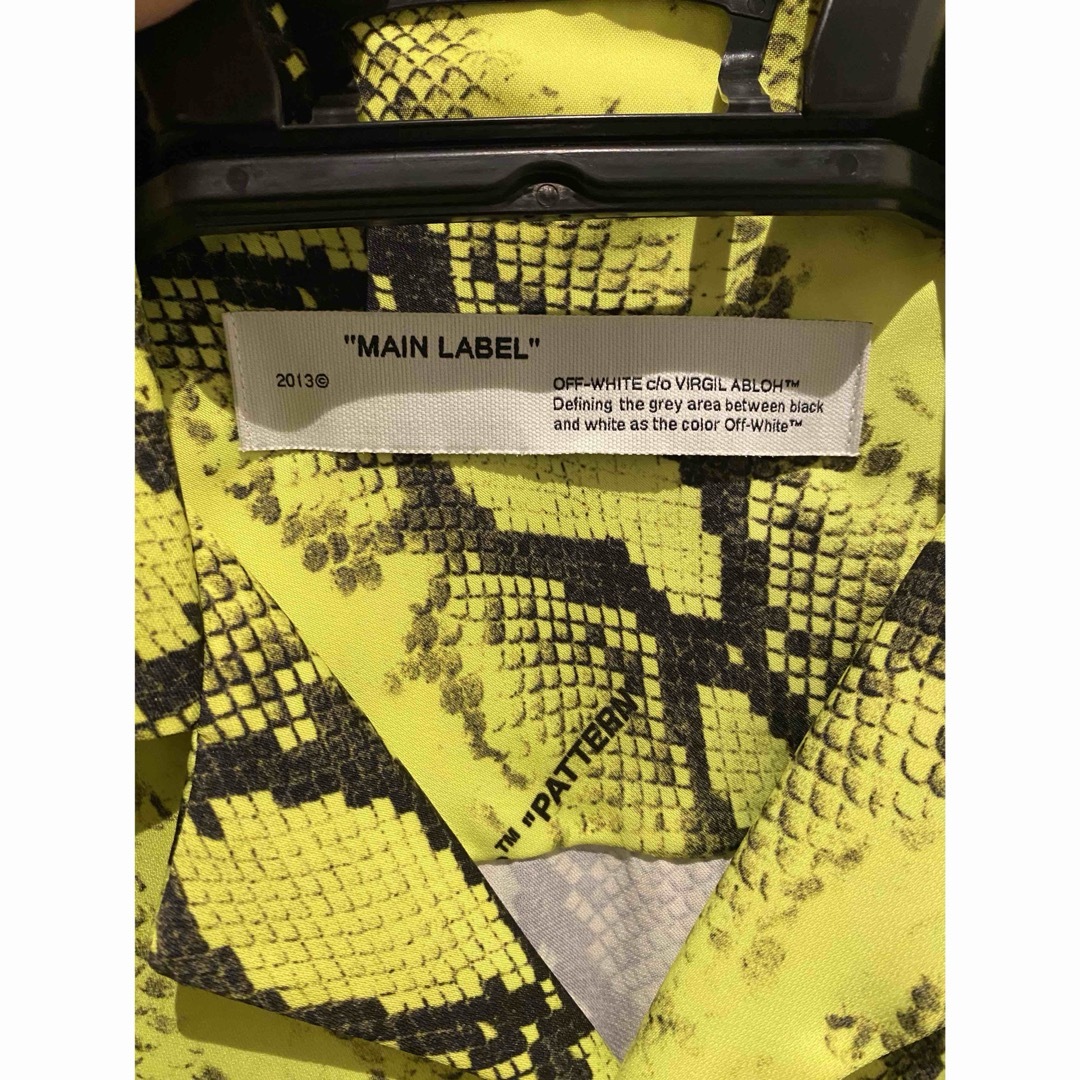 "MAIN LABEL"
2013©
OFF-WHITE c/o VIRGIL ABLOH™
Defining the grey area between black
and white as the color Off-White™
™ "PATTERN